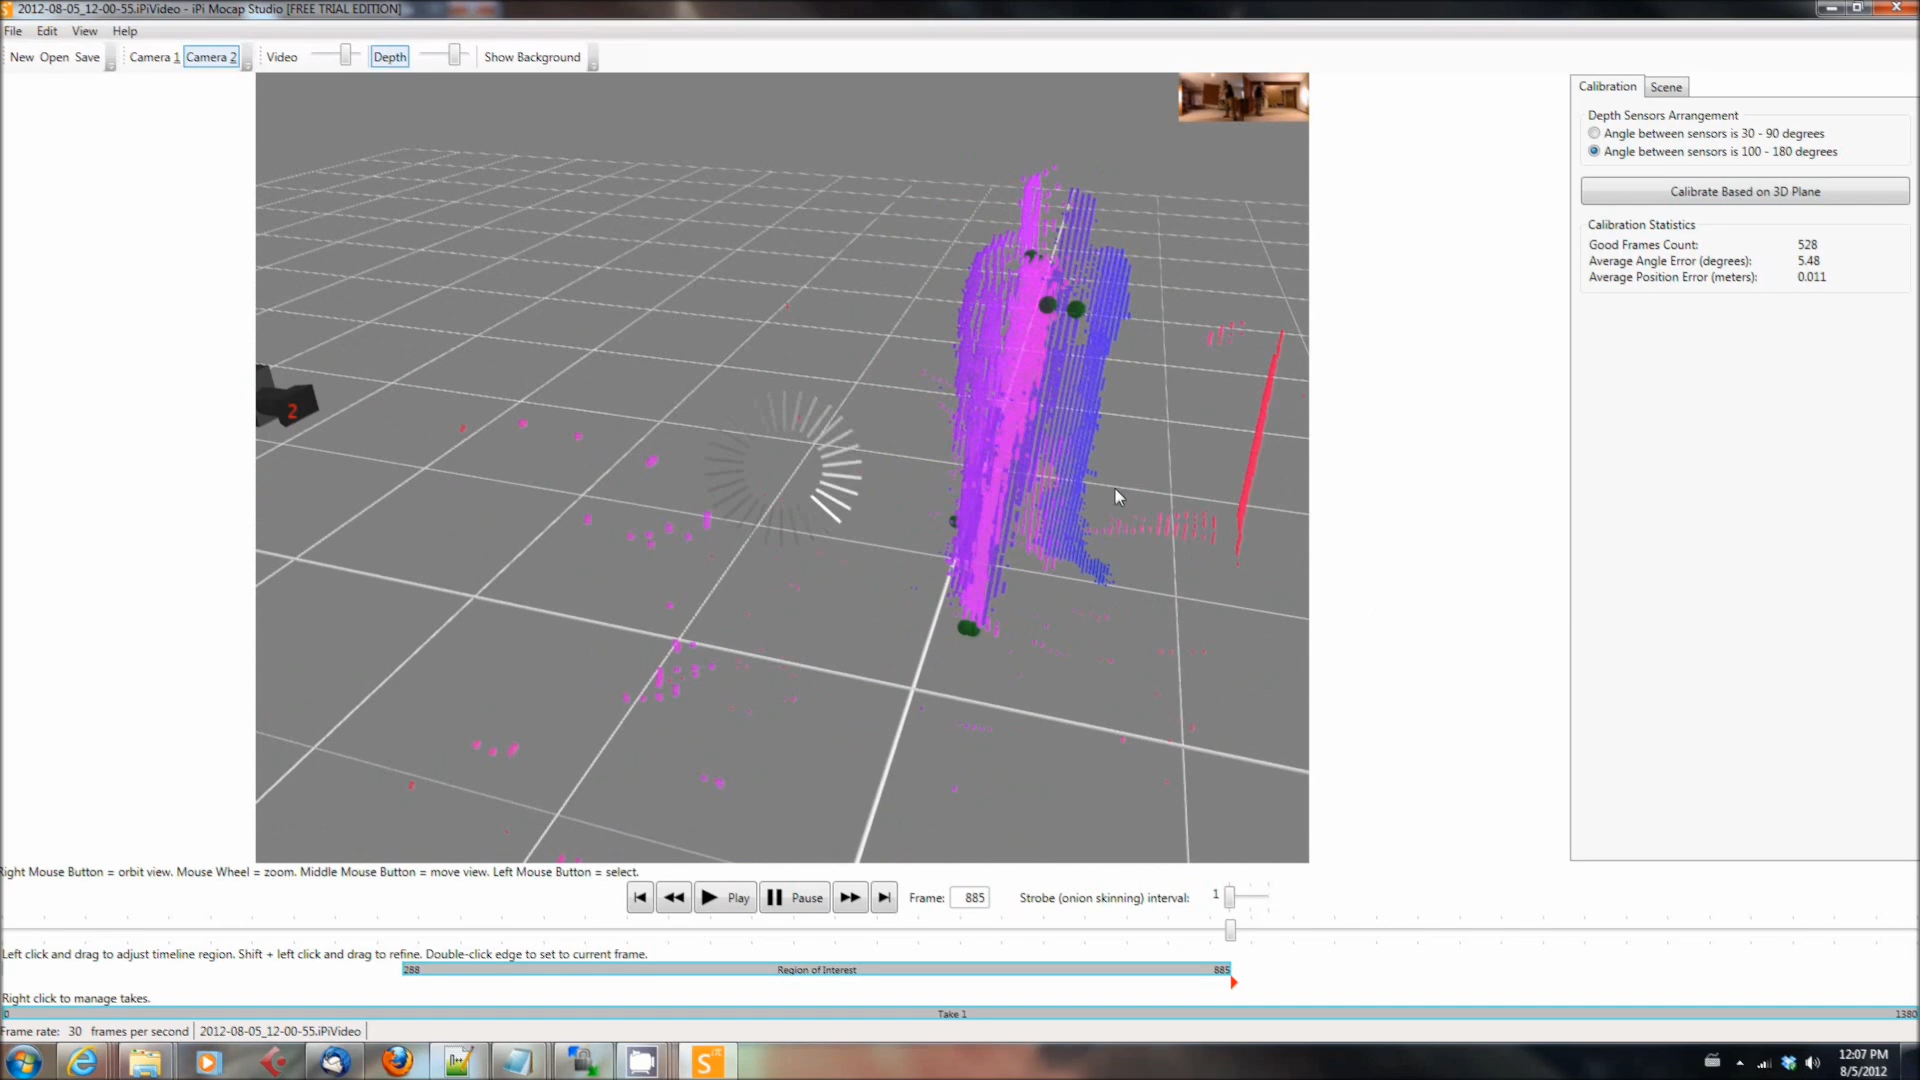 2012-08-05_12-00-55.iPiVideo - iPi Mocap Studio [FREE TRIAL EDITION]
File Edit View Help
New Open Save Camera 1 Camera 2 Video Depth Show Background
Calibration Scene
Depth Sensors Arrangement
Angle between sensors is 30 - 90 degrees
Angle between sensors is 100 - 180 degrees
Calibrate Based on 3D Plane
Calibration Statistics
Good Frames Count: 528
Average Angle Error (degrees): 5.48
Average Position Error (meters): 0.011
2
Right Mouse Button = orbit view. Mouse Wheel = zoom. Middle Mouse Button = move view. Left Mouse Button = select.
Play Pause Frame: 885 Strobe (onion skinning) interval: 1
Left click and drag to adjust timeline region. Shift + left click and drag to refine. Double-click edge to set to current frame.
288 Region of Interest 885
Right click to manage takes.
0 Take 1 1380
Frame rate: 30 frames per second 2012-08-05_12-00-55.iPiVideo
12:07 PM
8/5/2012